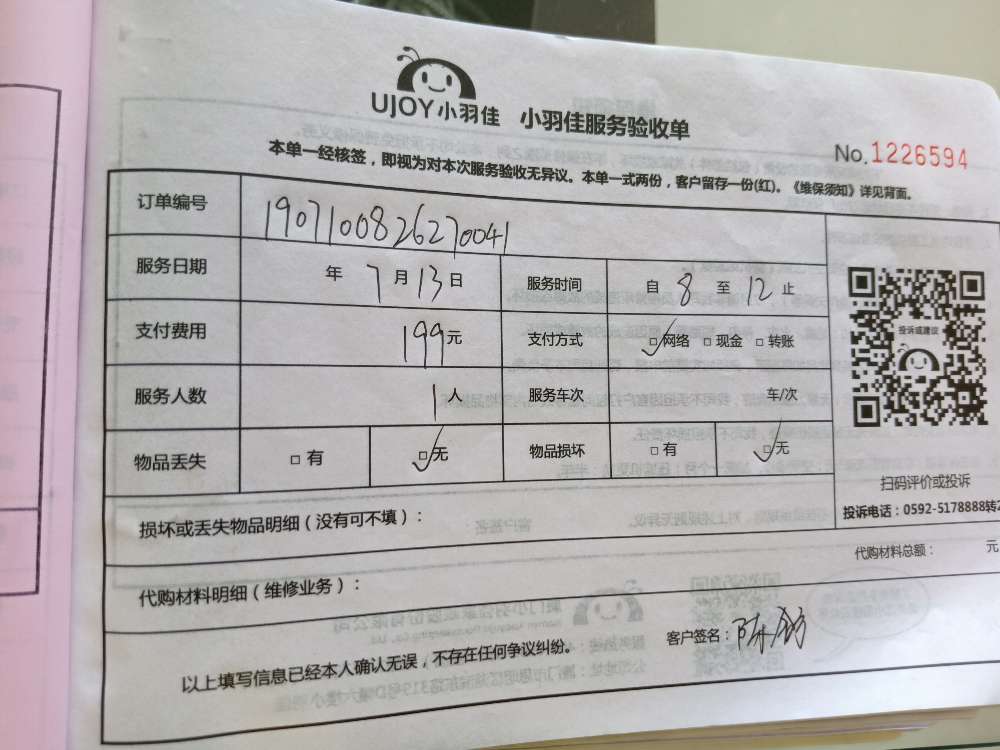 UJOY小羽佳 小羽佳服务验收单
No.1226594
本单一经核签，即视为对本次服务验收无异议。本单一式两份，客户留存一份(红)。《维保须知》详见背面。
订单编号 1907100826270041
服务日期 年 7 月 13 日 服务时间 自 8 至 12 止
支付费用 199元 支付方式 ☑网络 □现金 □转账
投诉或建议
服务人数 1 人 服务车次 车/次
物品丢失 □有 ☑无 物品损坏 □有 ☑无
扫码评价或投诉
投诉电话：0592-5178888转2
损坏或丢失物品明细（没有可不填）：
代购材料总额： 元
代购材料明细（维修业务）：
以上填写信息已经本人确认无误，不存在任何争议纠纷。 客户签名：陈